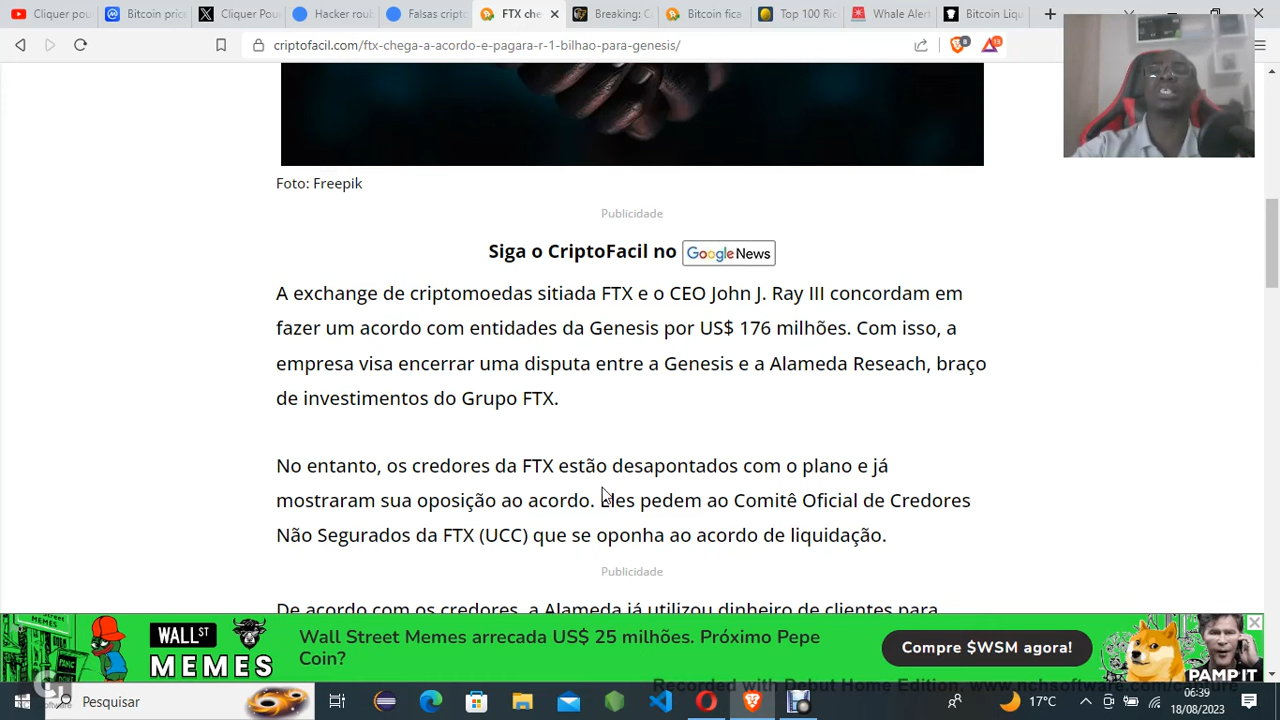 Cliquer pou
Bitcoin price
Cliquer Pou
Hacker rou
Falsas cripto
FTX che
Breaking: C
Bitcoin fica
Top 100 Ric
Whale Alert
Bitcoin Liqu
criptofacil.com/ftx-chega-a-acordo-e-pagara-r-1-bilhao-para-genesis/
8
13
Foto: Freepik
Publicidade
Siga o CriptoFacil no Google News
A exchange de criptomoedas sitiada FTX e o CEO John J. Ray III concordam em
fazer um acordo com entidades da Genesis por US$ 176 milhões. Com isso, a
empresa visa encerrar uma disputa entre a Genesis e a Alameda Reseach, braço
de investimentos do Grupo FTX.
No entanto, os credores da FTX estão desapontados com o plano e já
mostraram sua oposição ao acordo. Eles pedem ao Comitê Oficial de Credores
Não Segurados da FTX (UCC) que se oponha ao acordo de liquidação.
Publicidade
De acordo com os credores, a Alameda já utilizou dinheiro de clientes para
WALL ST
MEMES
Wall Street Memes arrecada US$ 25 milhões. Próximo Pepe
Coin?
Compre $WSM agora!
PAMP IT
Recorded with Debut Home Edition. www.nchsoftware.com/capture
Pesquisar
17°C
06:39
18/08/2023